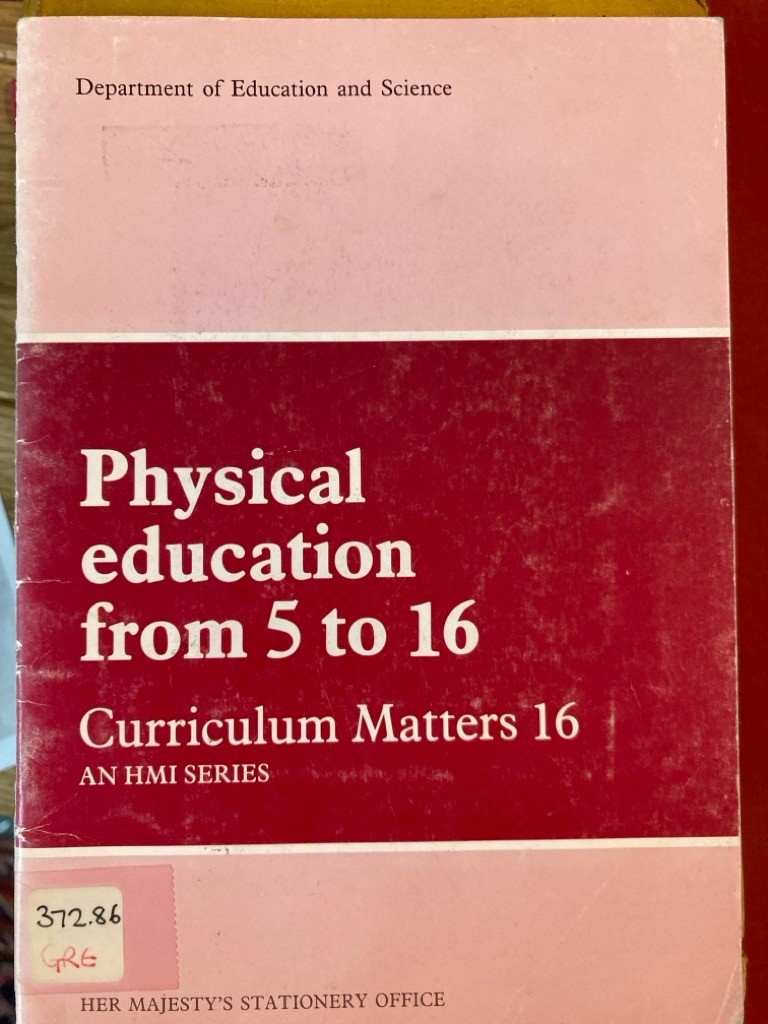 Department of Education and Science
Physical
education
from 5 to 16
Curriculum Matters 16
AN HMI SERIES
372.86
GRE
HER MAJESTY'S STATIONERY OFFICE